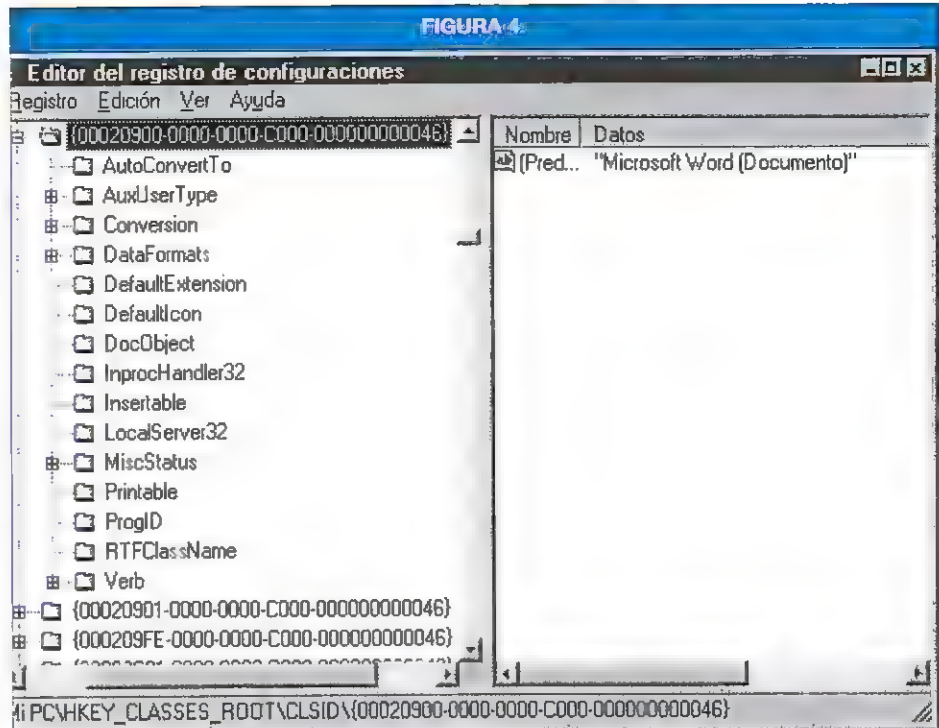 FIGURA 4
Editor del registro de configuraciones
Registro Edición Ver Ayuda
{00020900-0000-0000-C000-000000000046}
AutoConvertTo
AuxUserType
Conversion
DataFormats
DefaultExtension
DefaultIcon
DocObject
InprocHandler32
Insertable
LocalServer32
MiscStatus
Printable
ProgID
RTFClassName
Verb
{00020901-0000-0000-C000-000000000046}
{000209FE-0000-0000-C000-000000000046}
Nombre Datos
(Pred... "Microsoft Word (Documento)"
Mi PC\HKEY_CLASSES_ROOT\CLSID\{00020900-0000-0000-C000-000000000046}